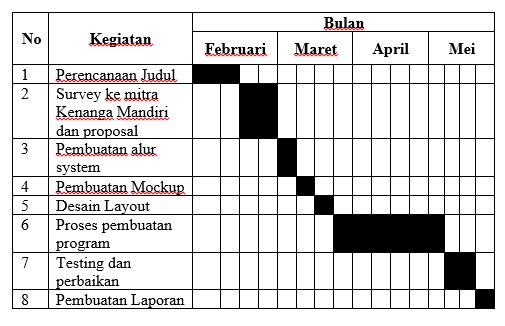 No Kegiatan Bulan
Februari Maret April Mei
1 Perencanaan Judul
2 Survey ke mitra
Kenanga Mandiri
dan proposal
3 Pembuatan alur
system
4 Pembuatan Mockup
5 Desain Layout
6 Proses pembuatan
program
7 Testing dan
perbaikan
8 Pembuatan Laporan